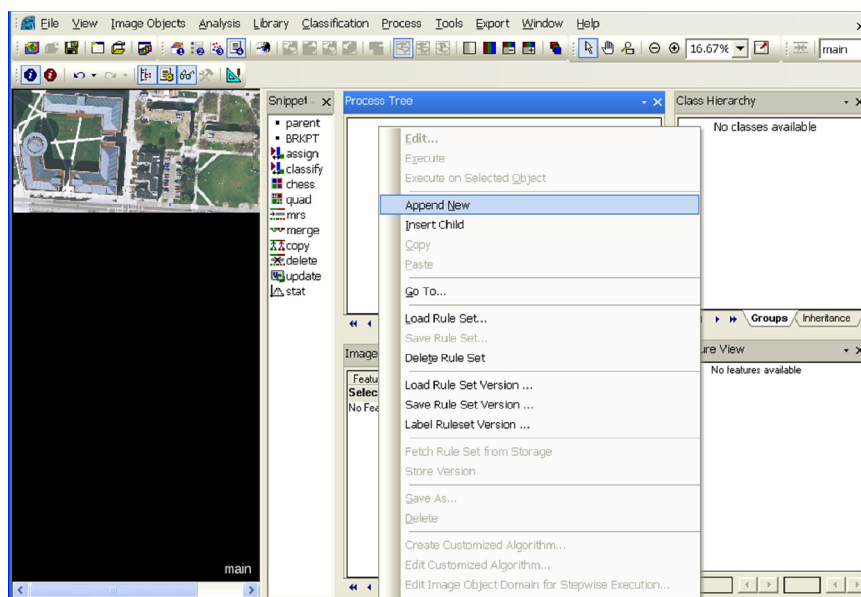 File View Image Objects Analysis Library Classification Process Tools Export Window Help
16.67% main
Snippet
Process Tree
Class Hierarchy
parent
BRKPT
assign
classify
chess
quad
mrs
merge
copy
delete
update
stat
No classes available
Edit...
Execute
Execute on Selected Object
Append New
Insert Child
Copy
Paste
Go To...
Load Rule Set...
Save Rule Set...
Delete Rule Set
Load Rule Set Version ...
Save Rule Set Version ...
Label Ruleset Version ...
Fetch Rule Set from Storage
Store Version
Save As...
Delete
Create Customized Algorithm...
Edit Customized Algorithm...
Edit Image Object Domain for Stepwise Execution...
Groups Inheritance
Image
ure View
Featu
Selec
No Fea
No features available
main